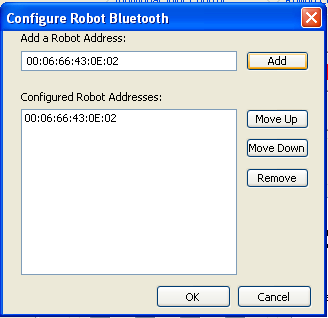 Configure Robot Bluetooth
Add a Robot Address:
00:06:66:43:0E:02
Add
Configured Robot Addresses:
00:06:66:43:0E:02
Move Up
Move Down
Remove
OK
Cancel